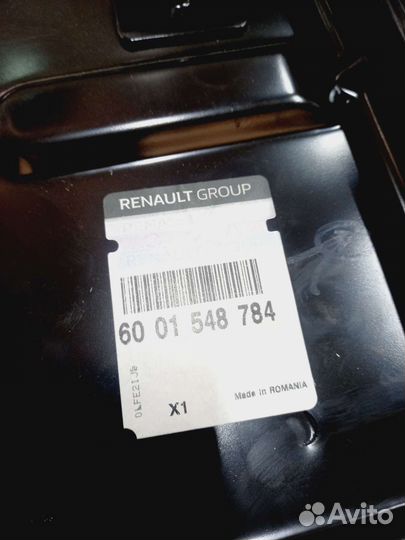 RENAULT GROUP
60 01 548 784
Made in ROMANIA
X1
Avito